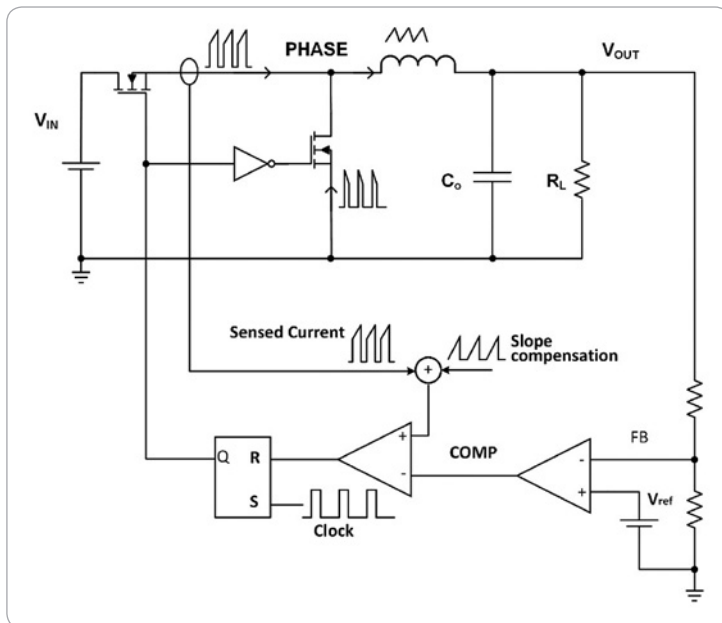 PHASE
V_OUT
V_IN
C_o
R_L
Sensed Current
Slope
compensation
+
+
-
COMP
-
+
FB
V_ref
Q
R
S
Clock